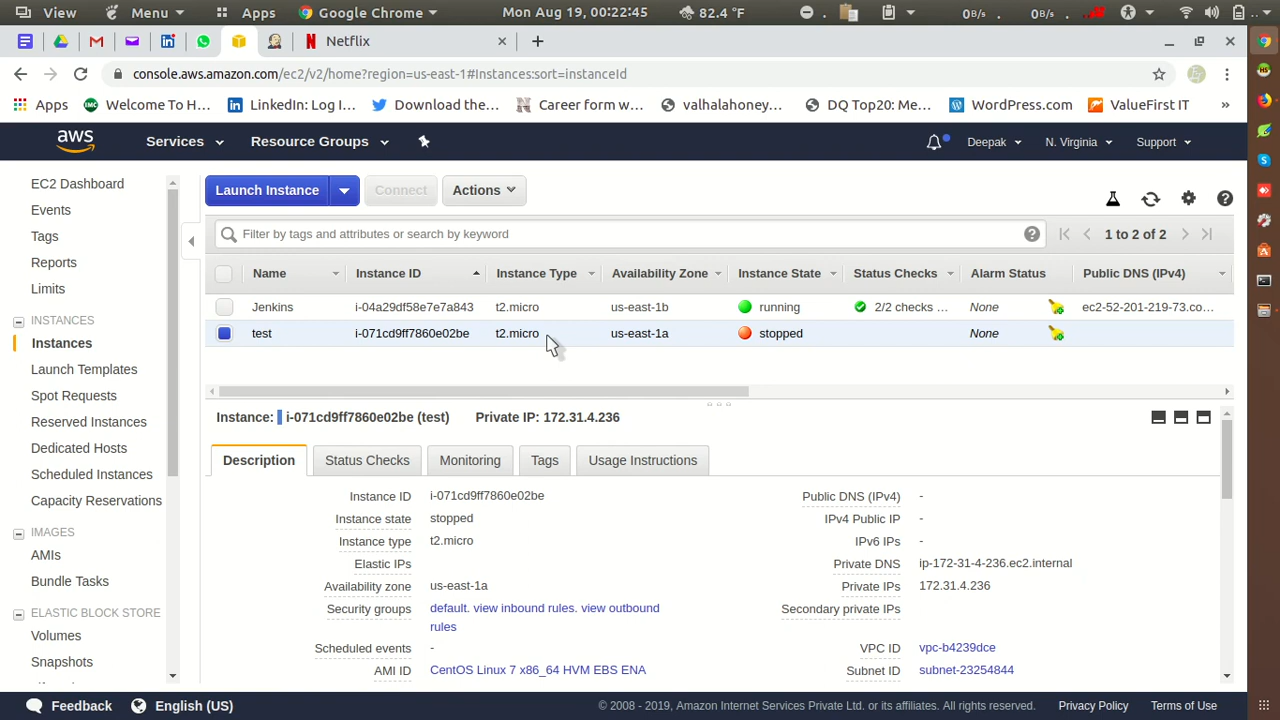 View Menu Apps Google Chrome Mon Aug 19, 00:22:45 82.4 °F 0 B/s 0 B/s
Netflix
console.aws.amazon.com/ec2/v2/home?region=us-east-1#Instances:sort=instanceId
Apps Welcome To H... LinkedIn: Log I... Download the... Career form w... valhalahoney... DQ Top20: Me... WordPress.com ValueFirst IT »
aws Services Resource Groups Deepak N. Virginia Support
EC2 Dashboard
Events
Tags
Reports
Limits
INSTANCES
Instances
Launch Templates
Spot Requests
Reserved Instances
Dedicated Hosts
Scheduled Instances
Capacity Reservations
IMAGES
AMIs
Bundle Tasks
ELASTIC BLOCK STORE
Volumes
Snapshots
Launch Instance Connect Actions
Filter by tags and attributes or search by keyword 1 to 2 of 2
Name Instance ID Instance Type Availability Zone Instance State Status Checks Alarm Status Public DNS (IPv4)
Jenkins i-04a29df58e7e7a843 t2.micro us-east-1b running 2/2 checks ... None ec2-52-201-219-73.co...
test i-071cd9ff7860e02be t2.micro us-east-1a stopped None
Instance: i-071cd9ff7860e02be (test) Private IP: 172.31.4.236
Description Status Checks Monitoring Tags Usage Instructions
Instance ID i-071cd9ff7860e02be Public DNS (IPv4) -
Instance state stopped IPv4 Public IP -
Instance type t2.micro IPv6 IPs -
Elastic IPs Private DNS ip-172-31-4-236.ec2.internal
Availability zone us-east-1a Private IPs 172.31.4.236
Security groups default. view inbound rules. view outbound rules Secondary private IPs
Scheduled events - VPC ID vpc-b4239dce
AMI ID CentOS Linux 7 x86_64 HVM EBS ENA Subnet ID subnet-23254844
Feedback English (US) © 2008 - 2019, Amazon Internet Services Private Ltd. or its affiliates. All rights reserved. Privacy Policy Terms of Use